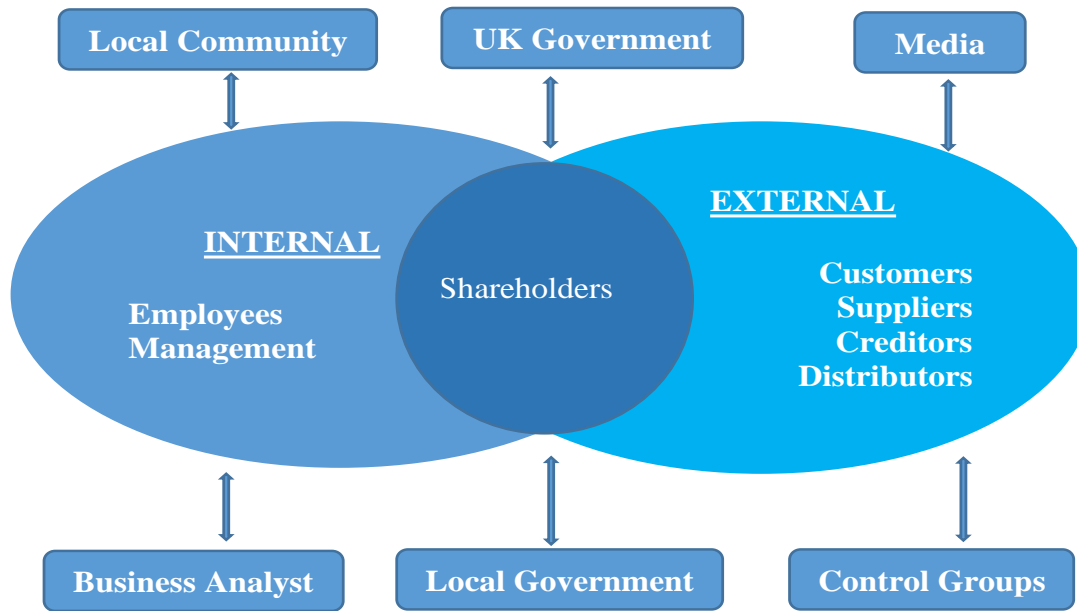 Local Community
UK Government
Media
INTERNAL
Employees
Management
Shareholders
EXTERNAL
Customers
Suppliers
Creditors
Distributors
Business Analyst
Local Government
Control Groups